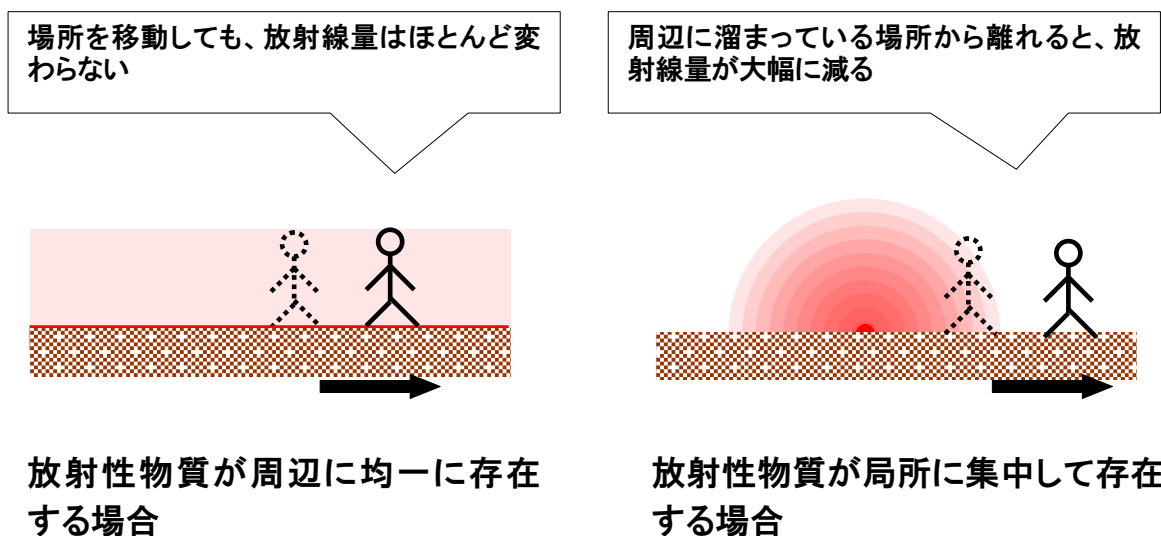 場所を移動しても、放射線量はほとんど変
わらない
周辺に溜まっている場所から離れると、放
射線量が大幅に減る
放射性物質が周辺に均一に存在
する場合
放射性物質が局所に集中して存在
する場合